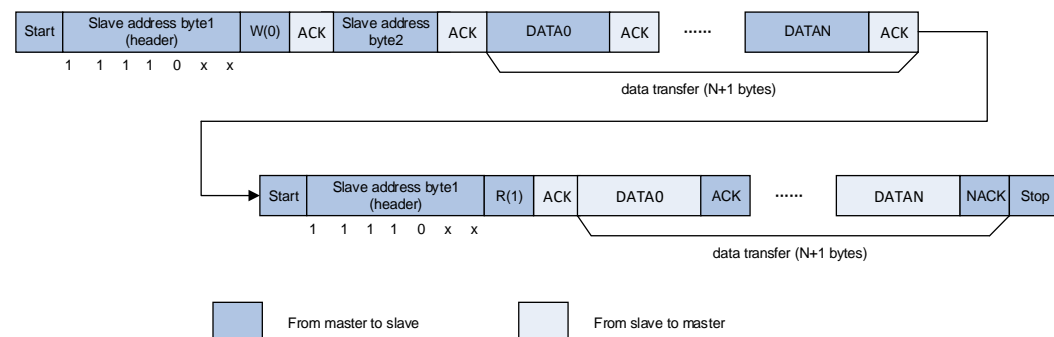 Start Slave address byte1 (header) W(0) ACK Slave address byte2 ACK DATA0 ACK ...... DATAN ACK
1 1 1 1 0 x x
data transfer (N+1 bytes)
Start Slave address byte1 (header) R(1) ACK DATA0 ACK ...... DATAN NACK Stop
1 1 1 1 0 x x
data transfer (N+1 bytes)
From master to slave From slave to master